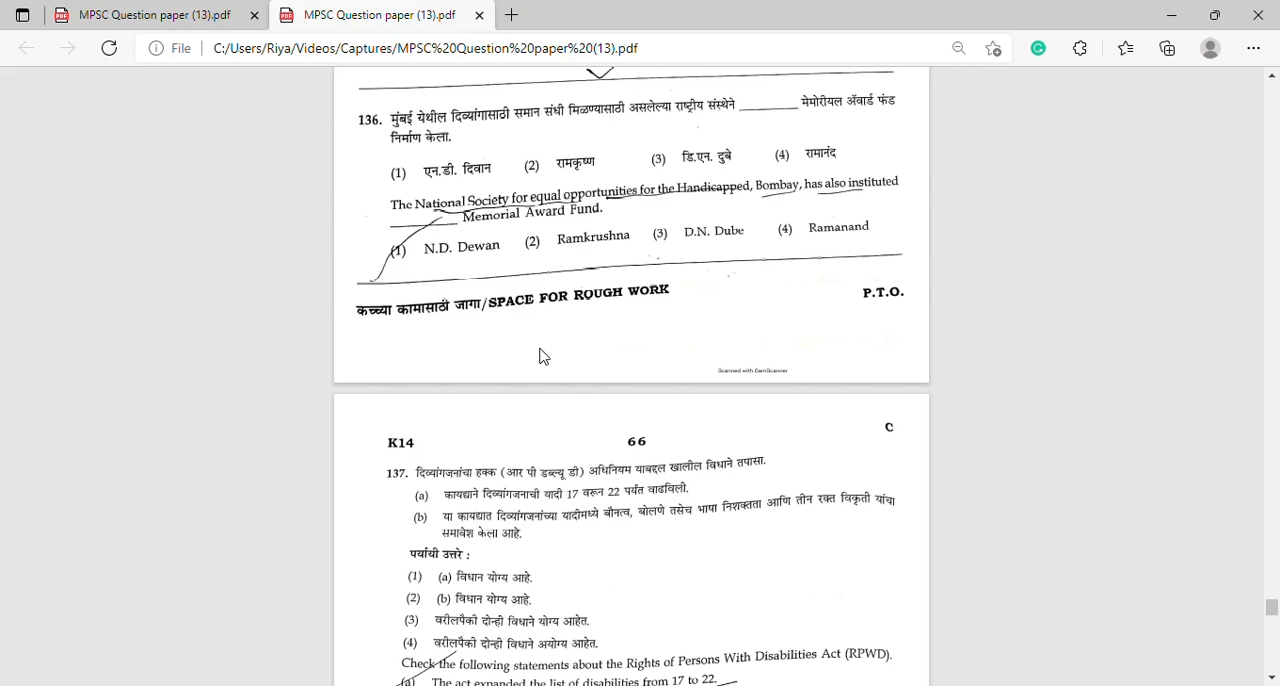 MPSC Question paper (13).pdf
MPSC Question paper (13).pdf
File C:/Users/Riya/Videos/Captures/MPSC%20Question%20paper%20(13).pdf
136. मुंबई येथील दिव्यांगासाठी समान संधी मिळण्यासाठी असलेल्या राष्ट्रीय संस्थेने ________ मेमोरीयल ॲवार्ड फंड
निर्माण केला.
(1) एन.डी. दिवान (2) रामकृष्ण (3) डि.एन. दुबे (4) रामानंद
The National Society for equal opportunities for the Handicapped, Bombay, has also instituted
________ Memorial Award Fund.
(1) N.D. Dewan (2) Ramkrushna (3) D.N. Dube (4) Ramanand
कच्च्या कामासाठी जागा/SPACE FOR ROUGH WORK P.T.O.
Scanned with CamScanner
K14 66 C
137. दिव्यांगजनांचा हक्क (आर पी डब्ल्यू डी) अधिनियम याबद्दल खालील विधाने तपासा.
(a) कायद्याने दिव्यांगजनाची यादी 17 वरून 22 पर्यंत वाढविली.
(b) या कायद्यात दिव्यांगजनांच्या यादीमध्ये बौनत्व, बोलणे तसेच भाषा निशक्तता आणि तीन रक्त विकृती यांचा
समावेश केला आहे.
पर्यायी उत्तरे :
(1) (a) विधान योग्य आहे.
(2) (b) विधान योग्य आहे.
(3) वरीलपैकी दोन्ही विधाने योग्य आहेत.
(4) वरीलपैकी दोन्ही विधाने अयोग्य आहेत.
Check the following statements about the Rights of Persons With Disabilities Act (RPWD).
(a) The act expanded the list of disabilities from 17 to 22.